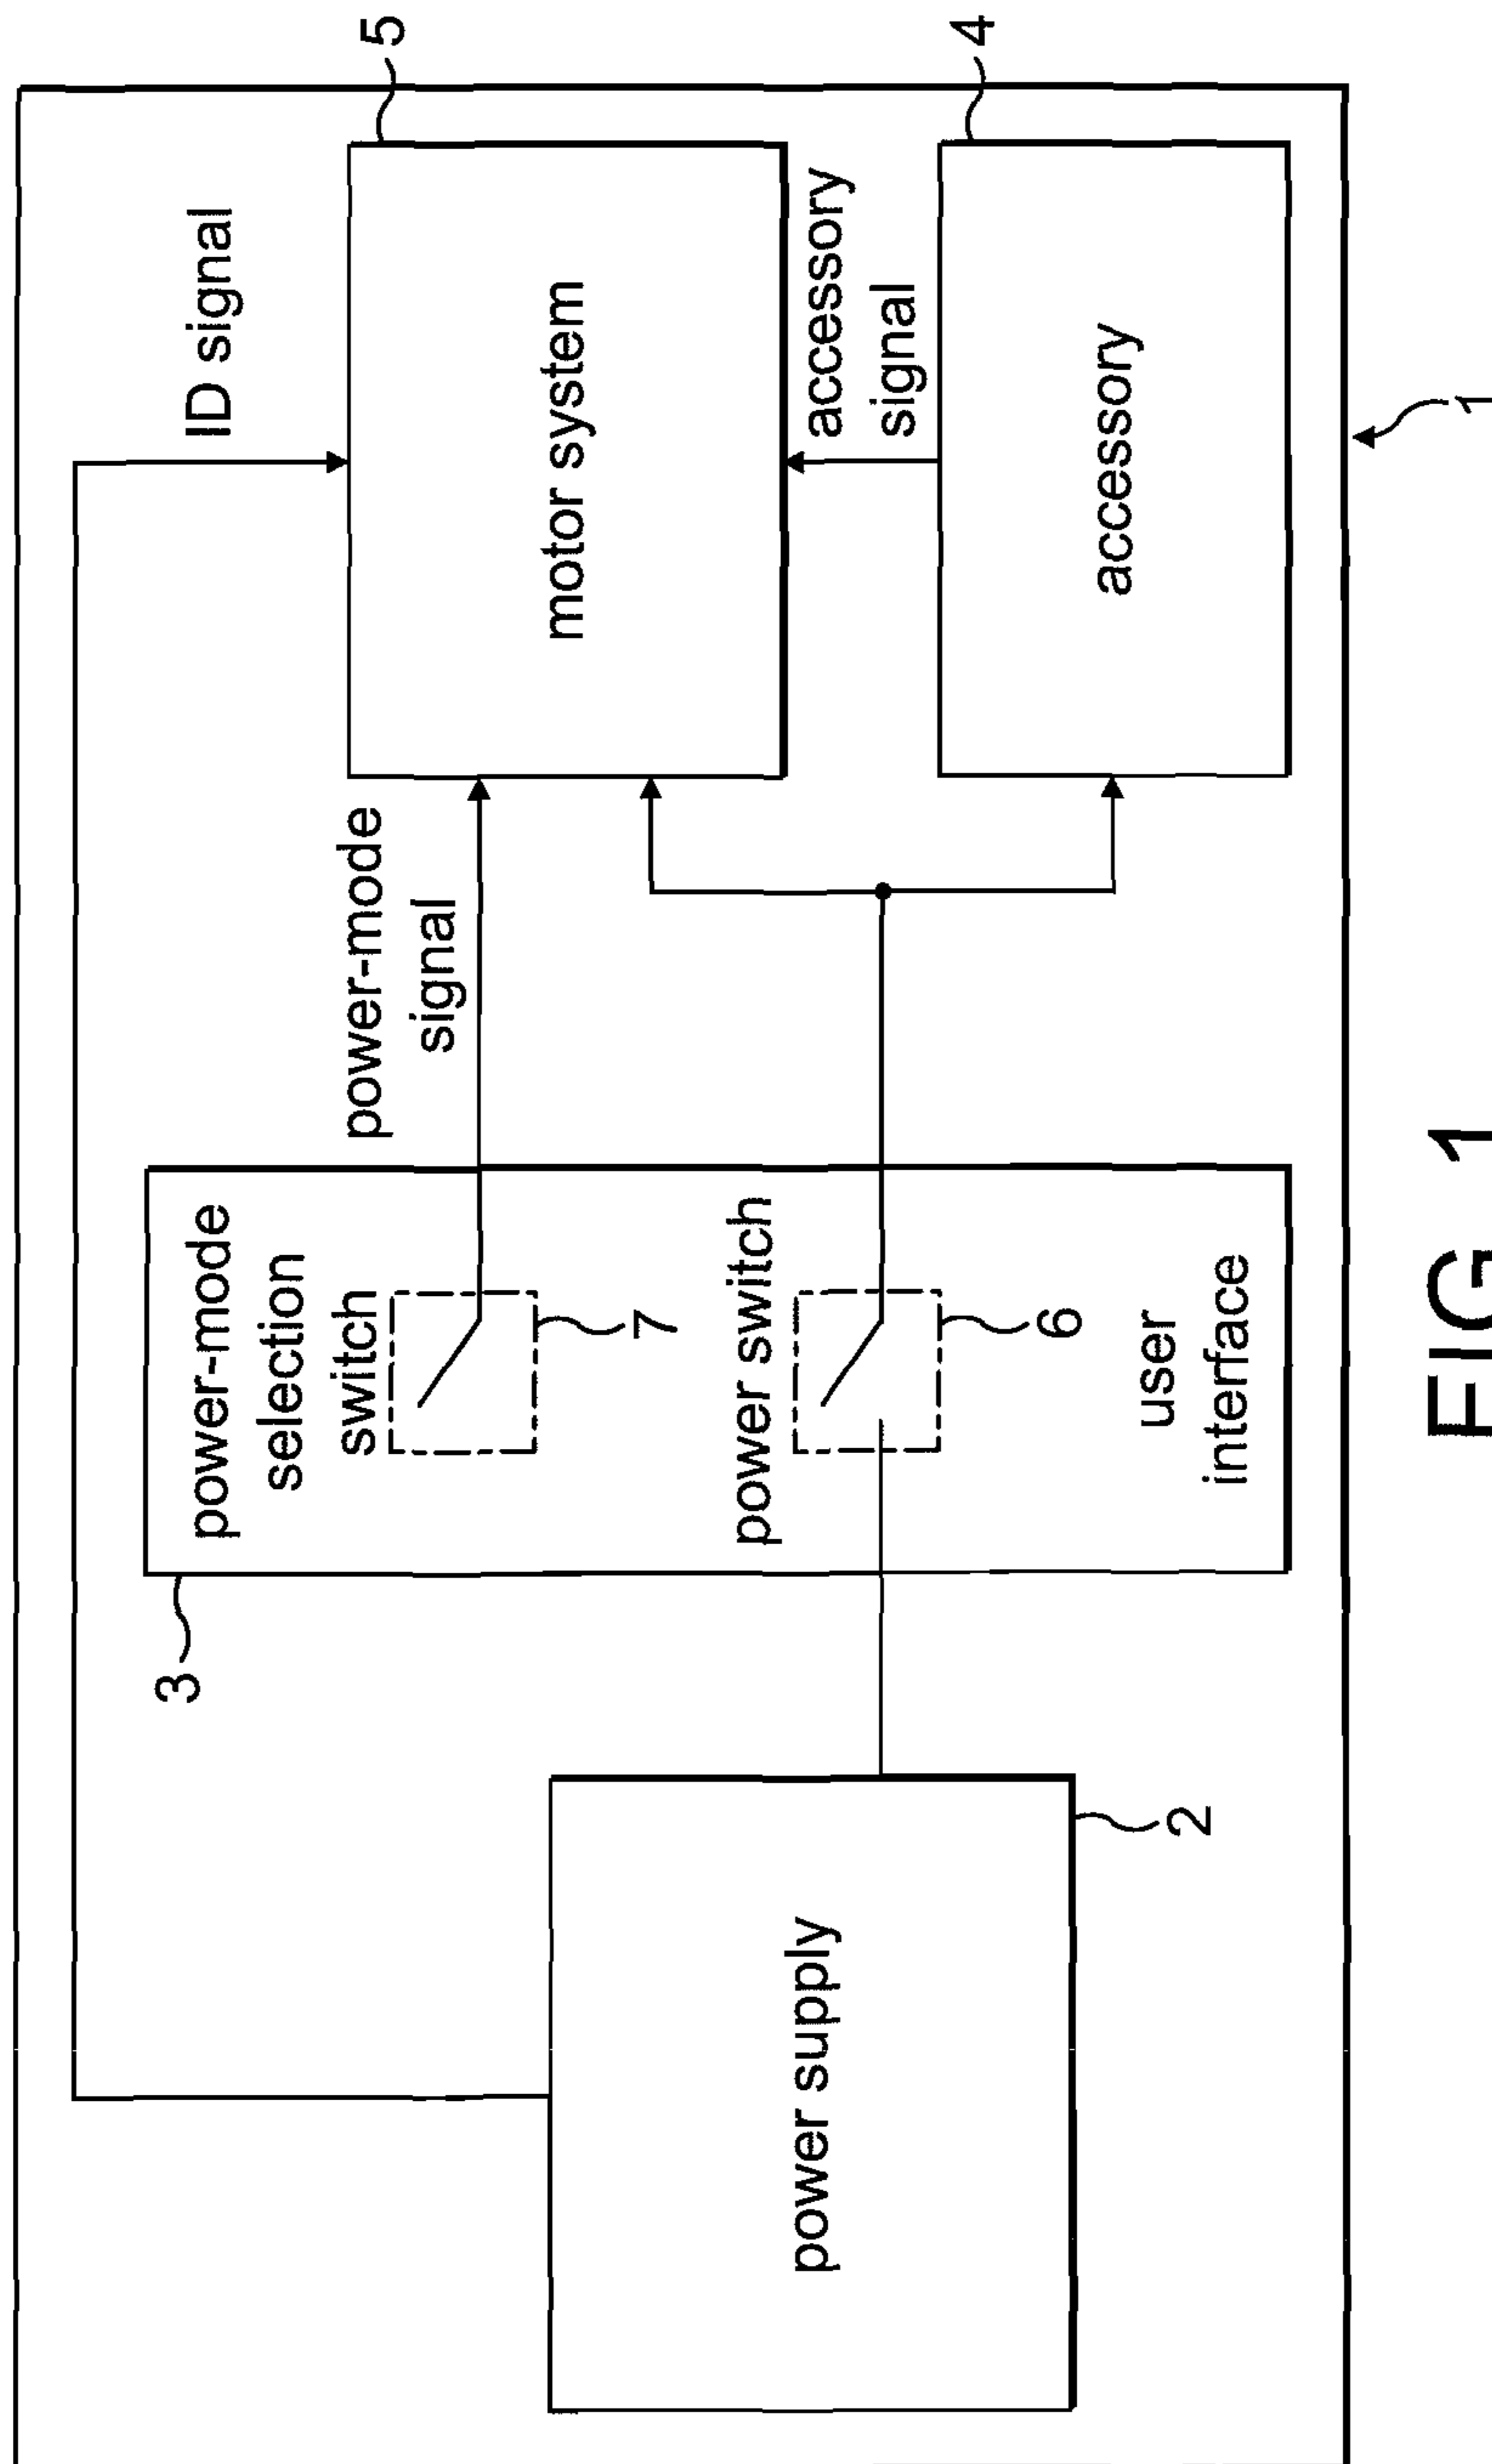 ID signal
5
motor system
power-mode
signal
accessory
signal
4
accessory
power-mode
selection
switch
7
power switch
6
user
interface
3
power supply
2
1
FIG 1